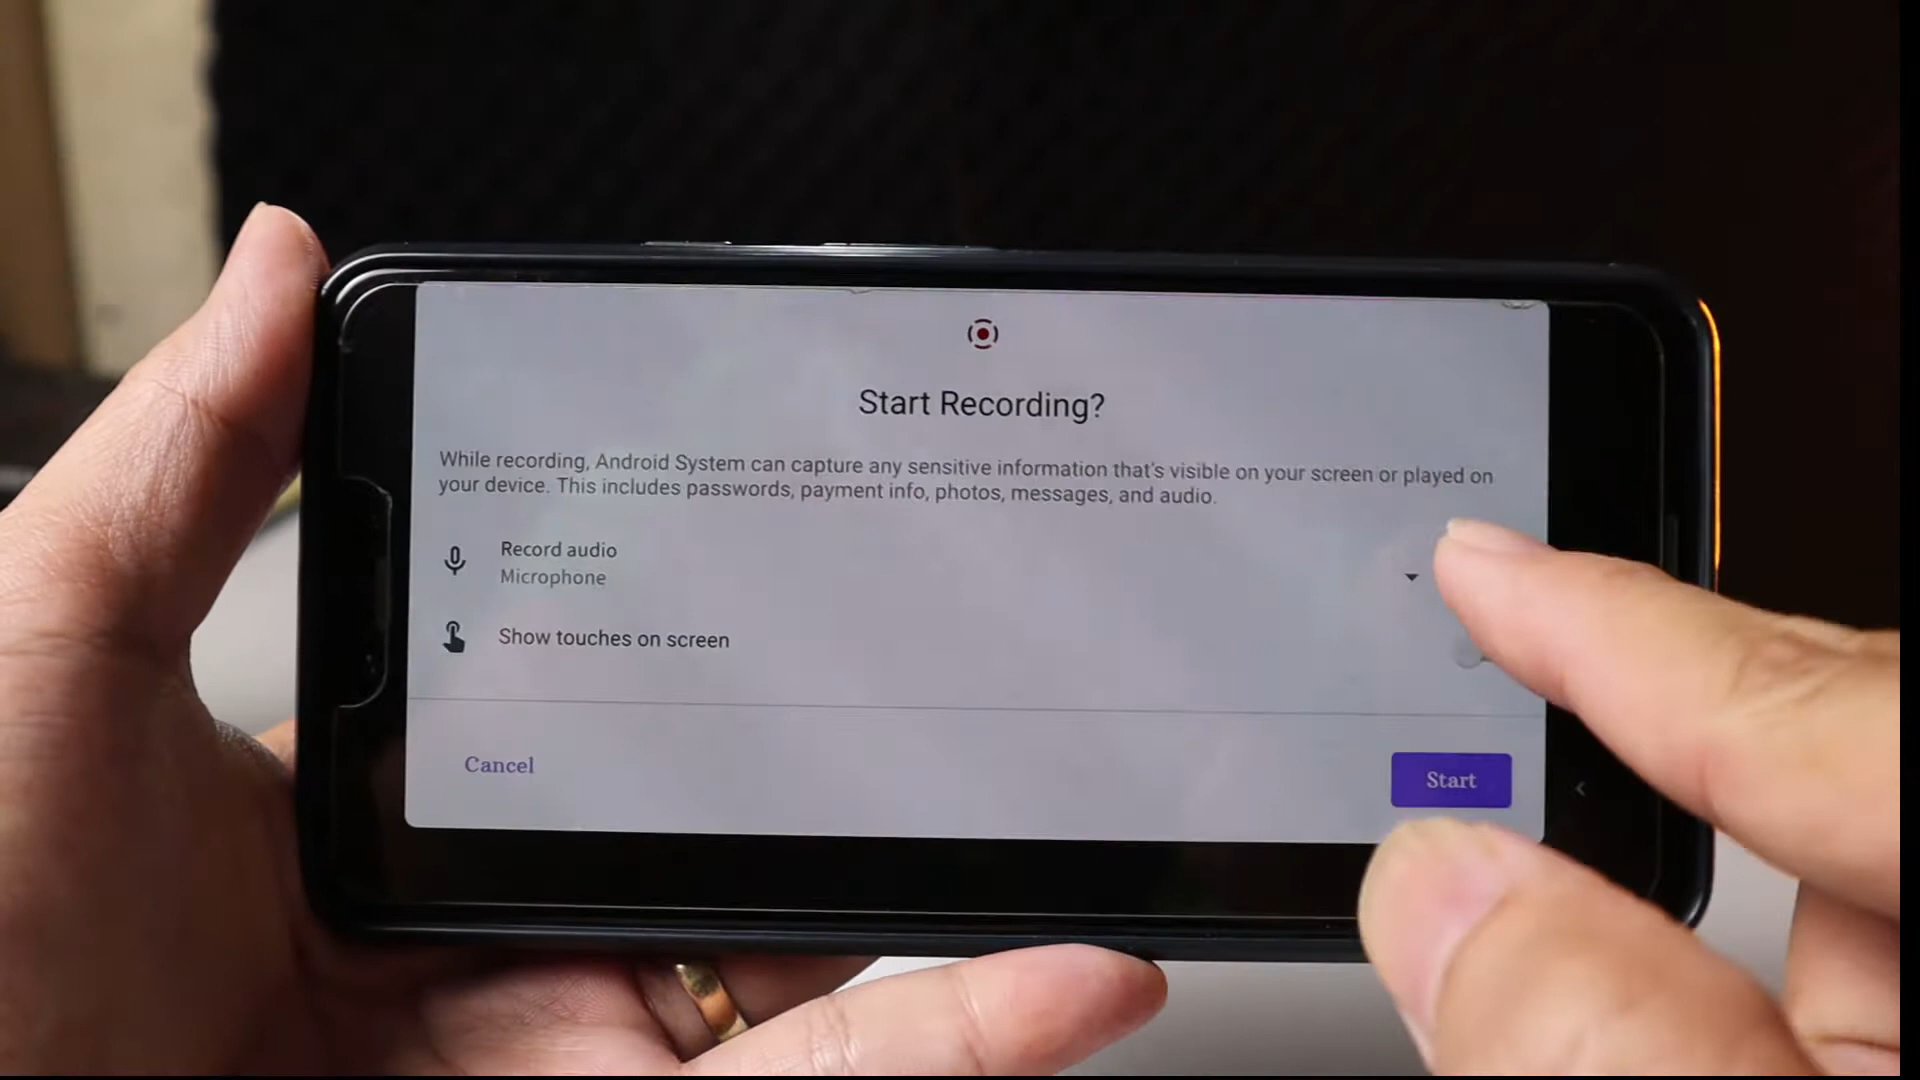 Start Recording?
While recording, Android System can capture any sensitive information that's visible on your screen or played on
your device. This includes passwords, payment info, photos, messages, and audio.
Record audio
Microphone
Show touches on screen
Cancel
Start